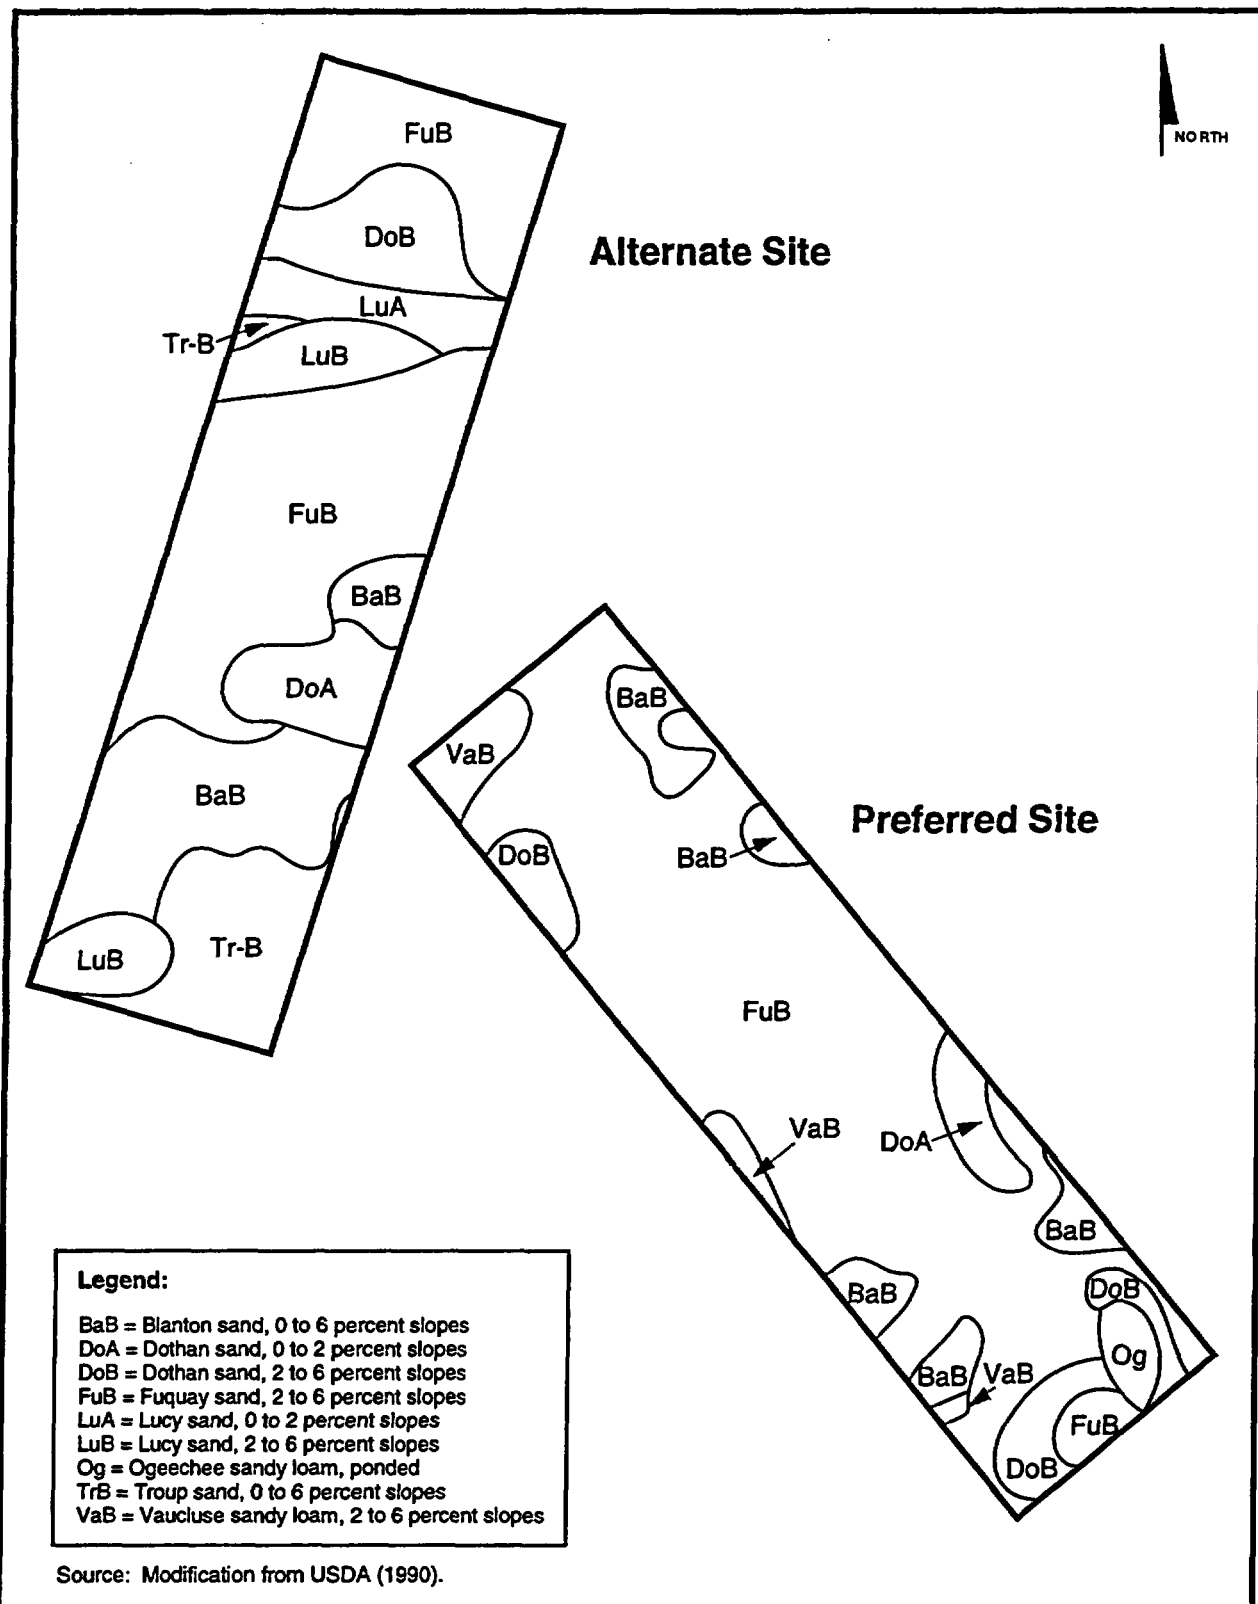 NORTH
FuB
DoB
Alternate Site
LuA
Tr-B
LuB
FuB
BaB
DoA
BaB
LuB
Tr-B
BaB
VaB
Preferred Site
BaB
DoB
FuB
VaB
DoA
BaB
BaB
DoB
Og
BaB
VaB
FuB
DoB
Legend:
BaB = Blanton sand, 0 to 6 percent slopes
DoA = Dothan sand, 0 to 2 percent slopes
DoB = Dothan sand, 2 to 6 percent slopes
FuB = Fuquay sand, 2 to 6 percent slopes
LuA = Lucy sand, 0 to 2 percent slopes
LuB = Lucy sand, 2 to 6 percent slopes
Og = Ogeechee sandy loam, ponded
TrB = Troup sand, 0 to 6 percent slopes
VaB = Vaucluse sandy loam, 2 to 6 percent slopes
Source: Modification from USDA (1990).